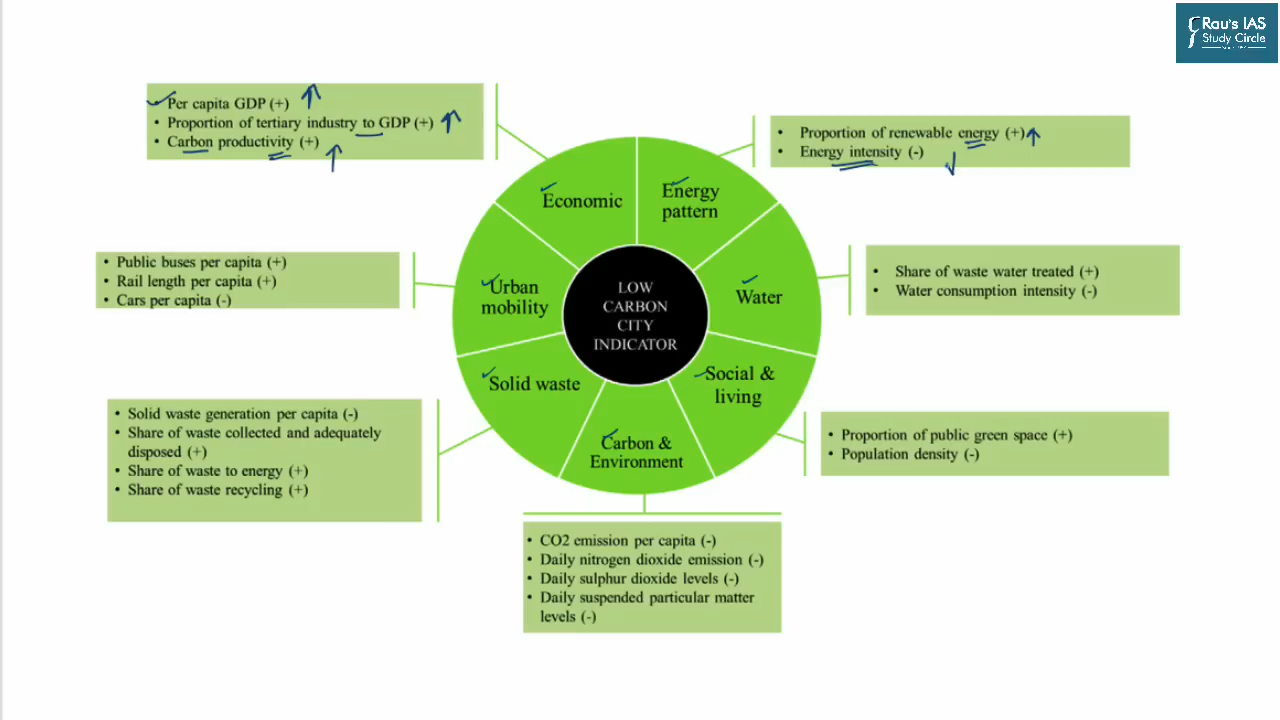 Rau's IAS
Study Circle
• Per capita GDP (+)
• Proportion of tertiary industry to GDP (+)
• Carbon productivity (+)
• Proportion of renewable energy (+)
• Energy intensity (-)
Economic
Energy
pattern
• Public buses per capita (+)
• Rail length per capita (+)
• Cars per capita (-)
Urban
mobility
LOW
CARBON
CITY
INDICATOR
Water
• Share of waste water treated (+)
• Water consumption intensity (-)
Solid waste
Social &
living
Carbon &
Environment
• Solid waste generation per capita (-)
• Share of waste collected and adequately
disposed (+)
• Share of waste to energy (+)
• Share of waste recycling (+)
• Proportion of public green space (+)
• Population density (-)
• CO2 emission per capita (-)
• Daily nitrogen dioxide emission (-)
• Daily sulphur dioxide levels (-)
• Daily suspended particular matter
levels (-)